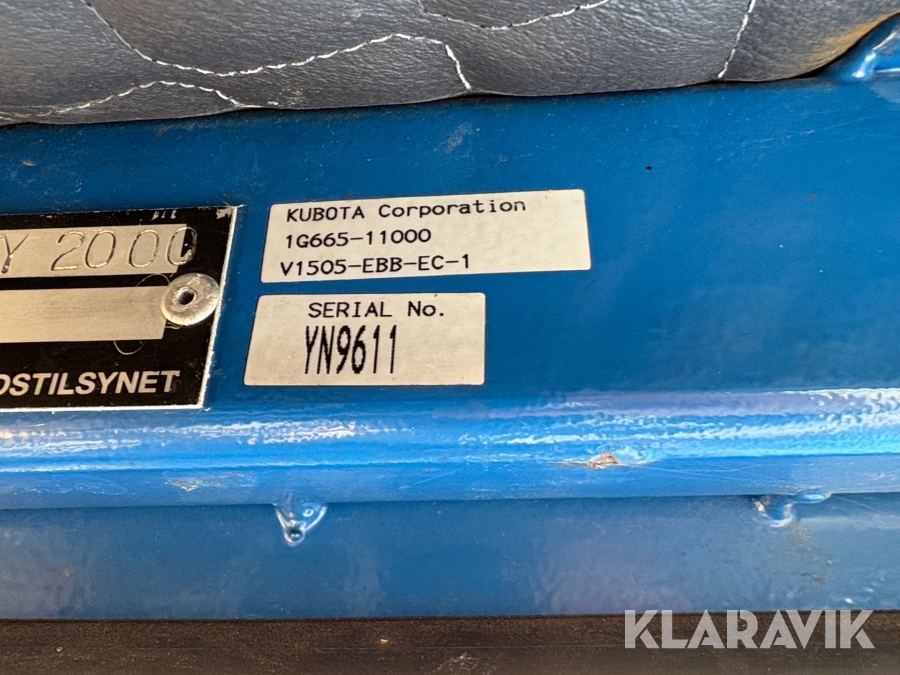 Y 2000
OSTILSYNET
KUBOTA Corporation
1G665-11000
V1505-EBB-EC-1
SERIAL No.
YN9611
KLARAVIK